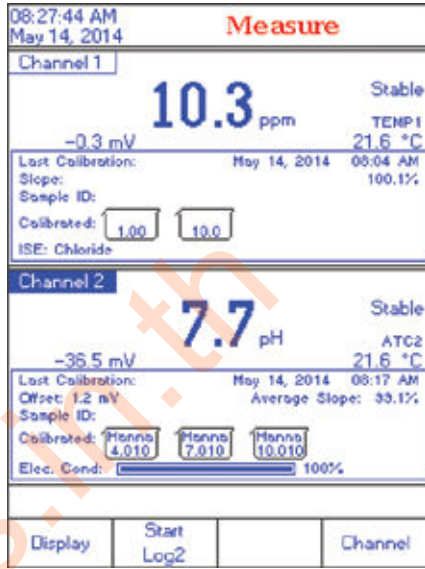 08:27:44 AM
May 14, 2014
Measure
Channel 1
10.3 ppm
Stable
TEMP1
-0.3 mV
21.6 °C
Last Calibration: May 14, 2014 08:04 AM
Slope: 100.1%
Sample ID:
Calibrated: 1.00 10.0
ISE: Chloride
Channel 2
7.7 pH
Stable
ATC2
-36.5 mV
21.6 °C
Last Calibration: May 14, 2014 08:17 AM
Offset: 1.2 mV Average Slope: 99.1%
Sample ID:
Calibrated: Hanna 4.010 Hanna 7.010 Hanna 10.010
Elec. Cond: 100%
Display
Start Log2
Channel